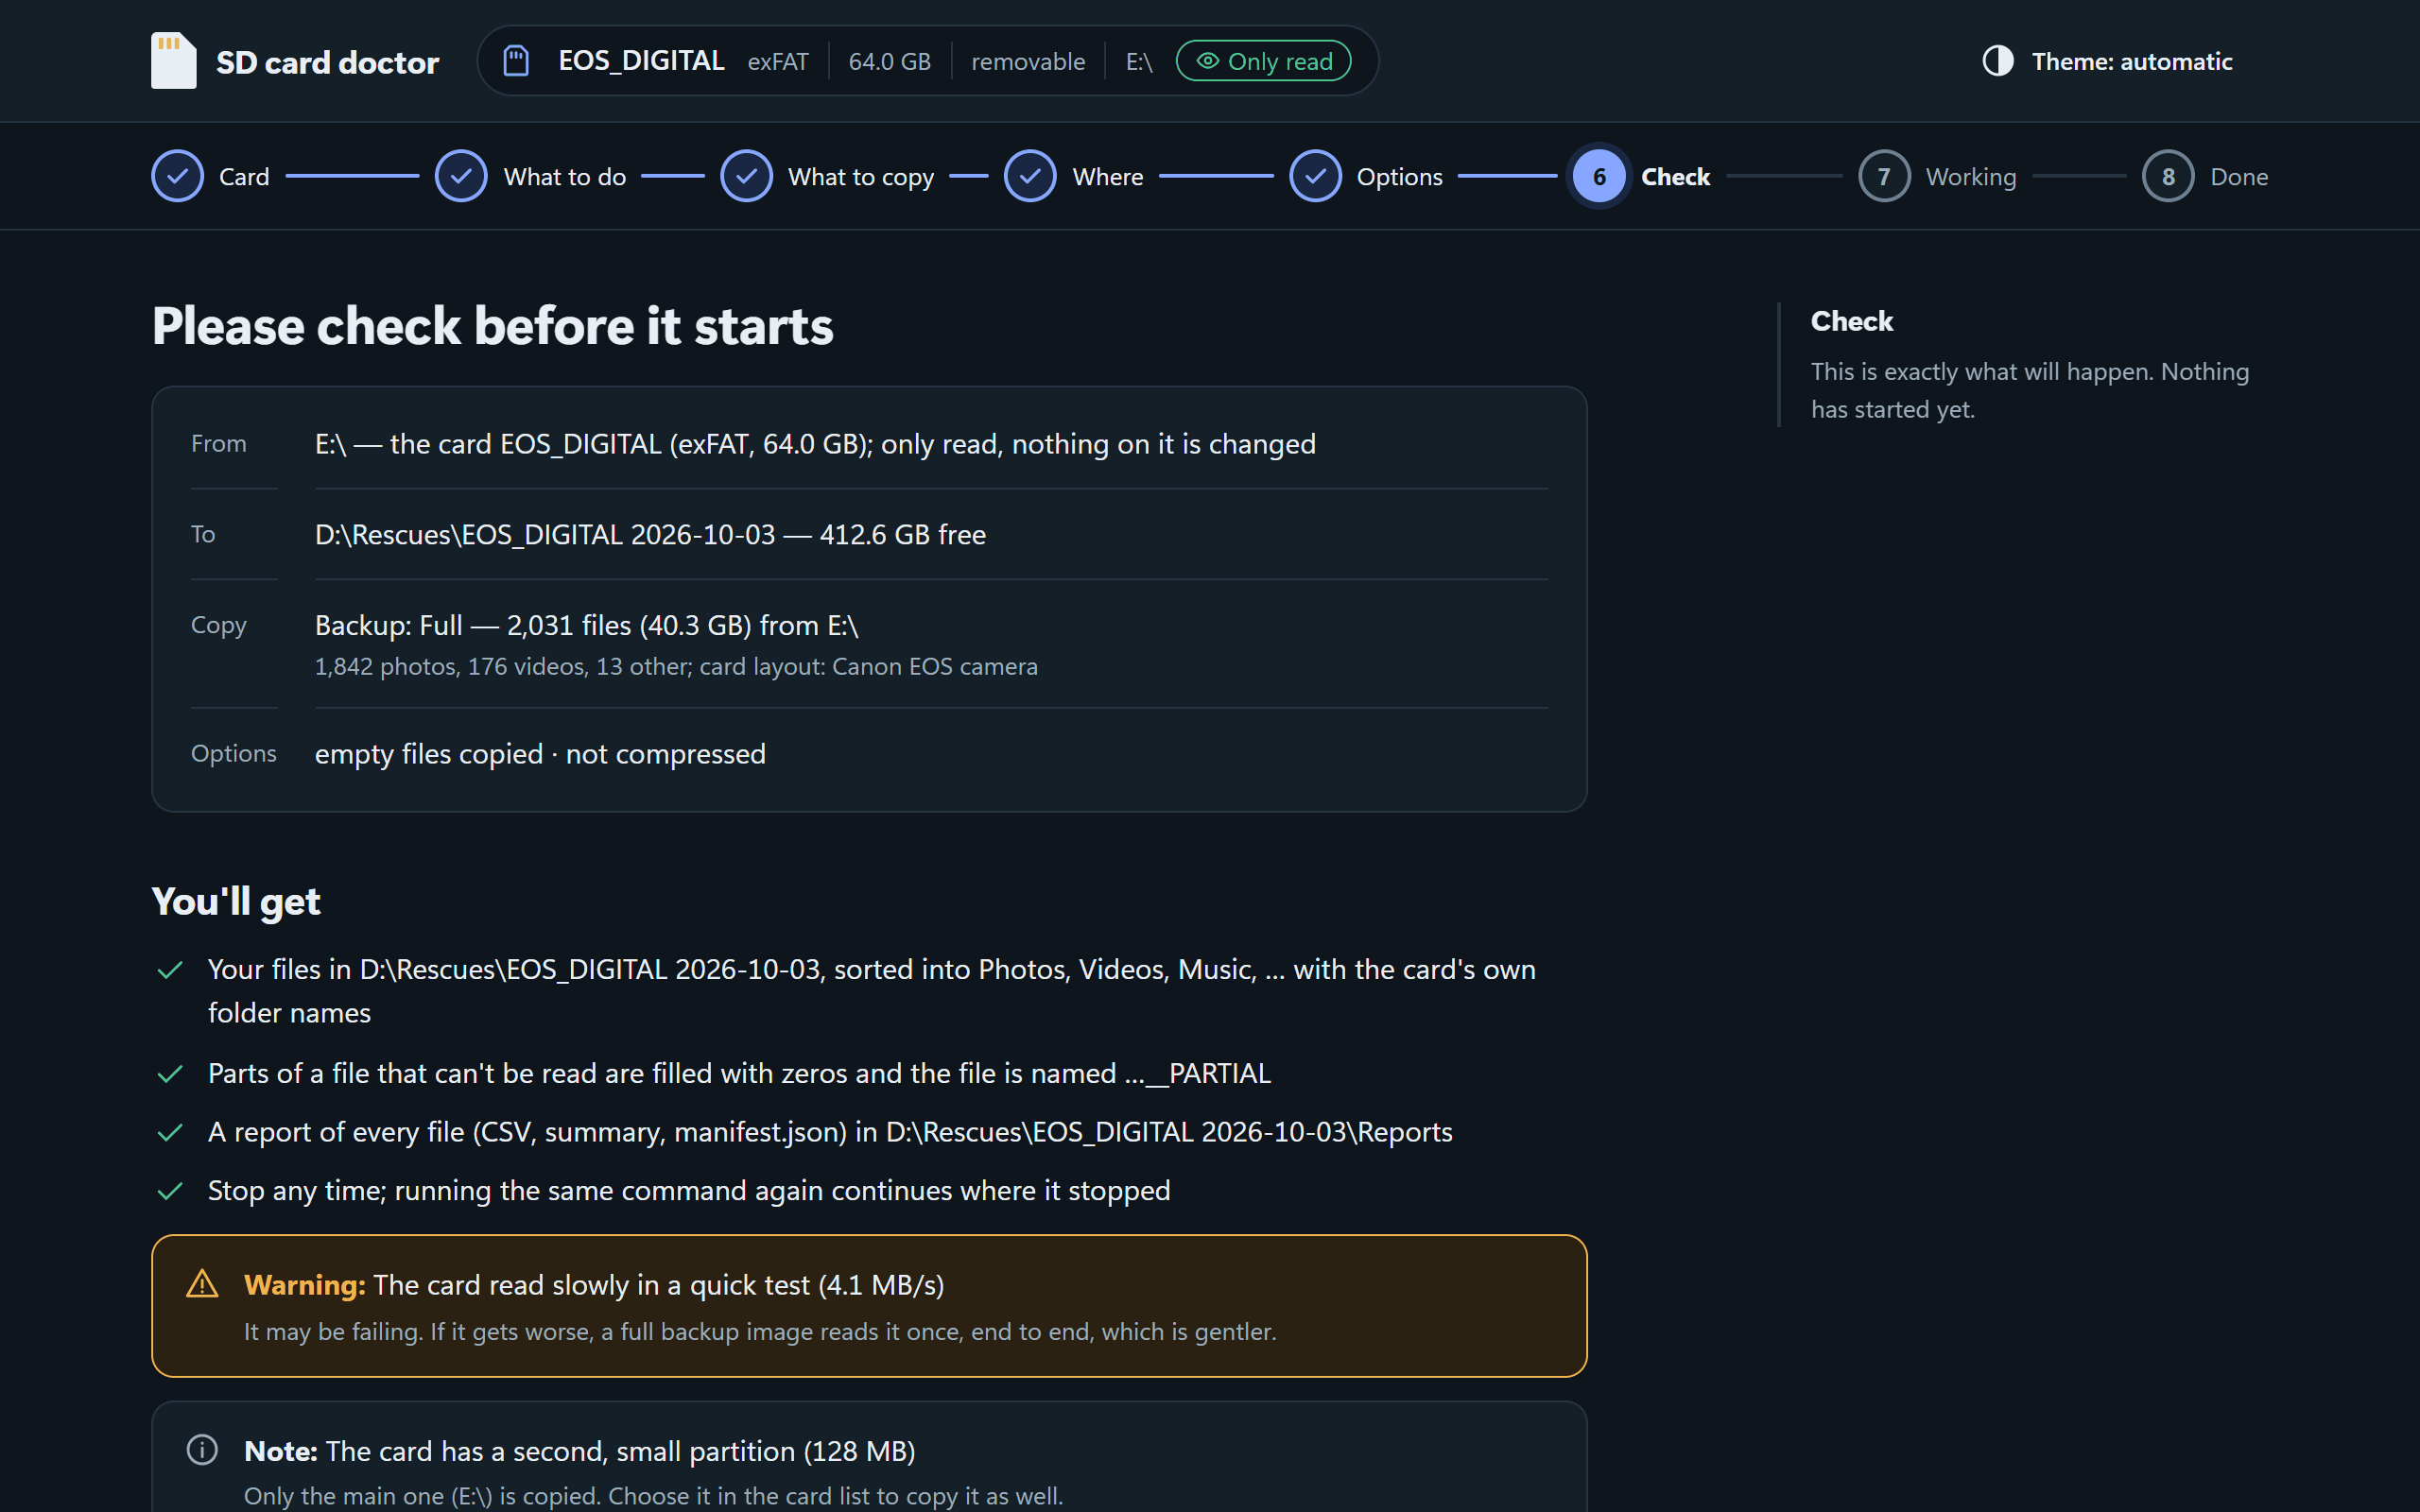 SD card doctor
EOS_DIGITAL exFAT 64.0 GB removable E:\ Only read
Theme: automatic
Card What to do What to copy Where Options 6 Check 7 Working 8 Done
Please check before it starts
From E:\ — the card EOS_DIGITAL (exFAT, 64.0 GB); only read, nothing on it is changed
To D:\Rescues\EOS_DIGITAL 2026-10-03 — 412.6 GB free
Copy Backup: Full — 2,031 files (40.3 GB) from E:\
1,842 photos, 176 videos, 13 other; card layout: Canon EOS camera
Options empty files copied · not compressed
Check
This is exactly what will happen. Nothing
has started yet.
You'll get
Your files in D:\Rescues\EOS_DIGITAL 2026-10-03, sorted into Photos, Videos, Music, ... with the card's own
folder names
Parts of a file that can't be read are filled with zeros and the file is named ...__PARTIAL
A report of every file (CSV, summary, manifest.json) in D:\Rescues\EOS_DIGITAL 2026-10-03\Reports
Stop any time; running the same command again continues where it stopped
Warning: The card read slowly in a quick test (4.1 MB/s)
It may be failing. If it gets worse, a full backup image reads it once, end to end, which is gentler.
Note: The card has a second, small partition (128 MB)
Only the main one (E:\) is copied. Choose it in the card list to copy it as well.